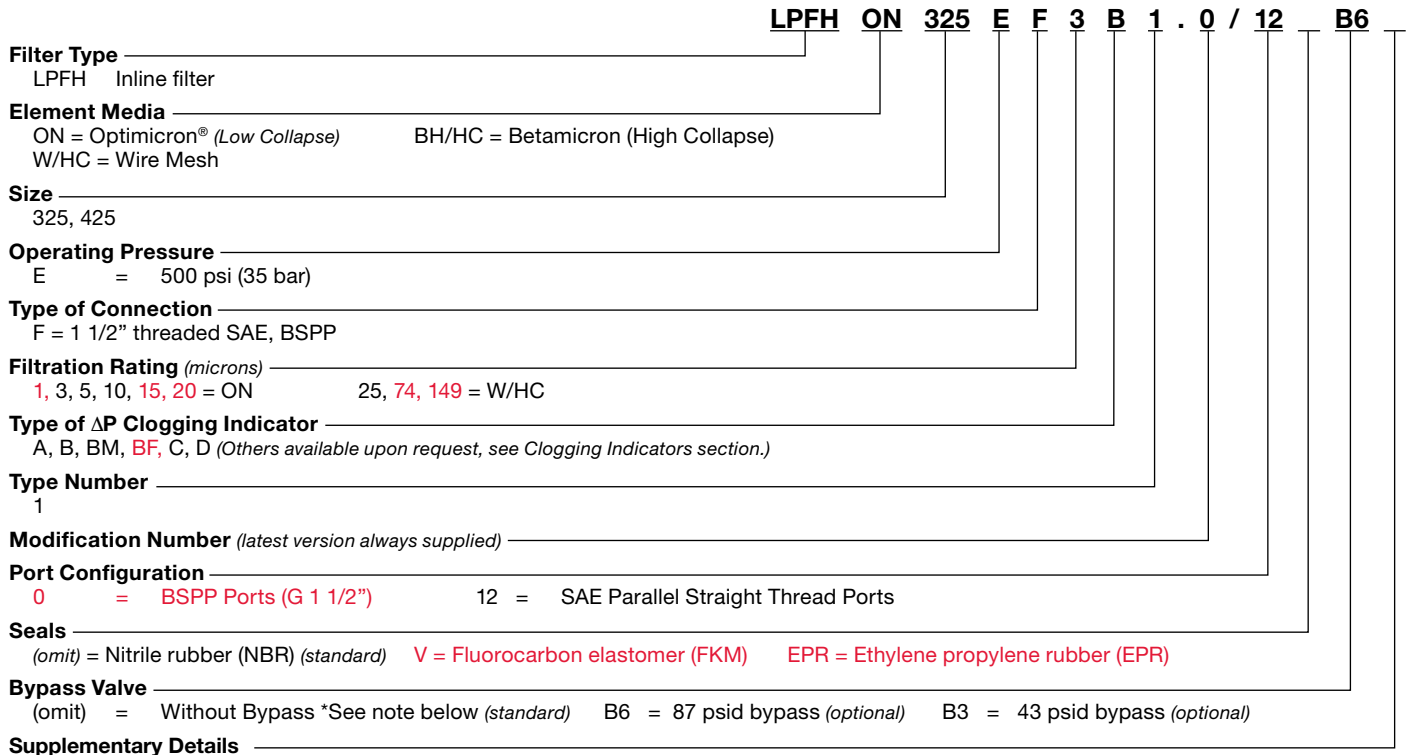 LPFH ON 325 E F 3 B 1 . 0 / 12 _ B6 _
Filter Type
LPFH Inline filter
Element Media
ON = Optimicron® (Low Collapse) BH/HC = Betamicron (High Collapse)
W/HC = Wire Mesh
Size
325, 425
Operating Pressure
E = 500 psi (35 bar)
Type of Connection
F = 1 1/2” threaded SAE, BSPP
Filtration Rating (microns)
1, 3, 5, 10, 15, 20 = ON 25, 74, 149 = W/HC
Type of ∆P Clogging Indicator
A, B, BM, BF, C, D (Others available upon request, see Clogging Indicators section.)
Type Number
1
Modification Number (latest version always supplied)
Port Configuration
0 = BSPP Ports (G 1 1/2”) 12 = SAE Parallel Straight Thread Ports
Seals
(omit) = Nitrile rubber (NBR) (standard) V = Fluorocarbon elastomer (FKM) EPR = Ethylene propylene rubber (EPR)
Bypass Valve
(omit) = Without Bypass *See note below (standard) B6 = 87 psid bypass (optional) B3 = 43 psid bypass (optional)
Supplementary Details